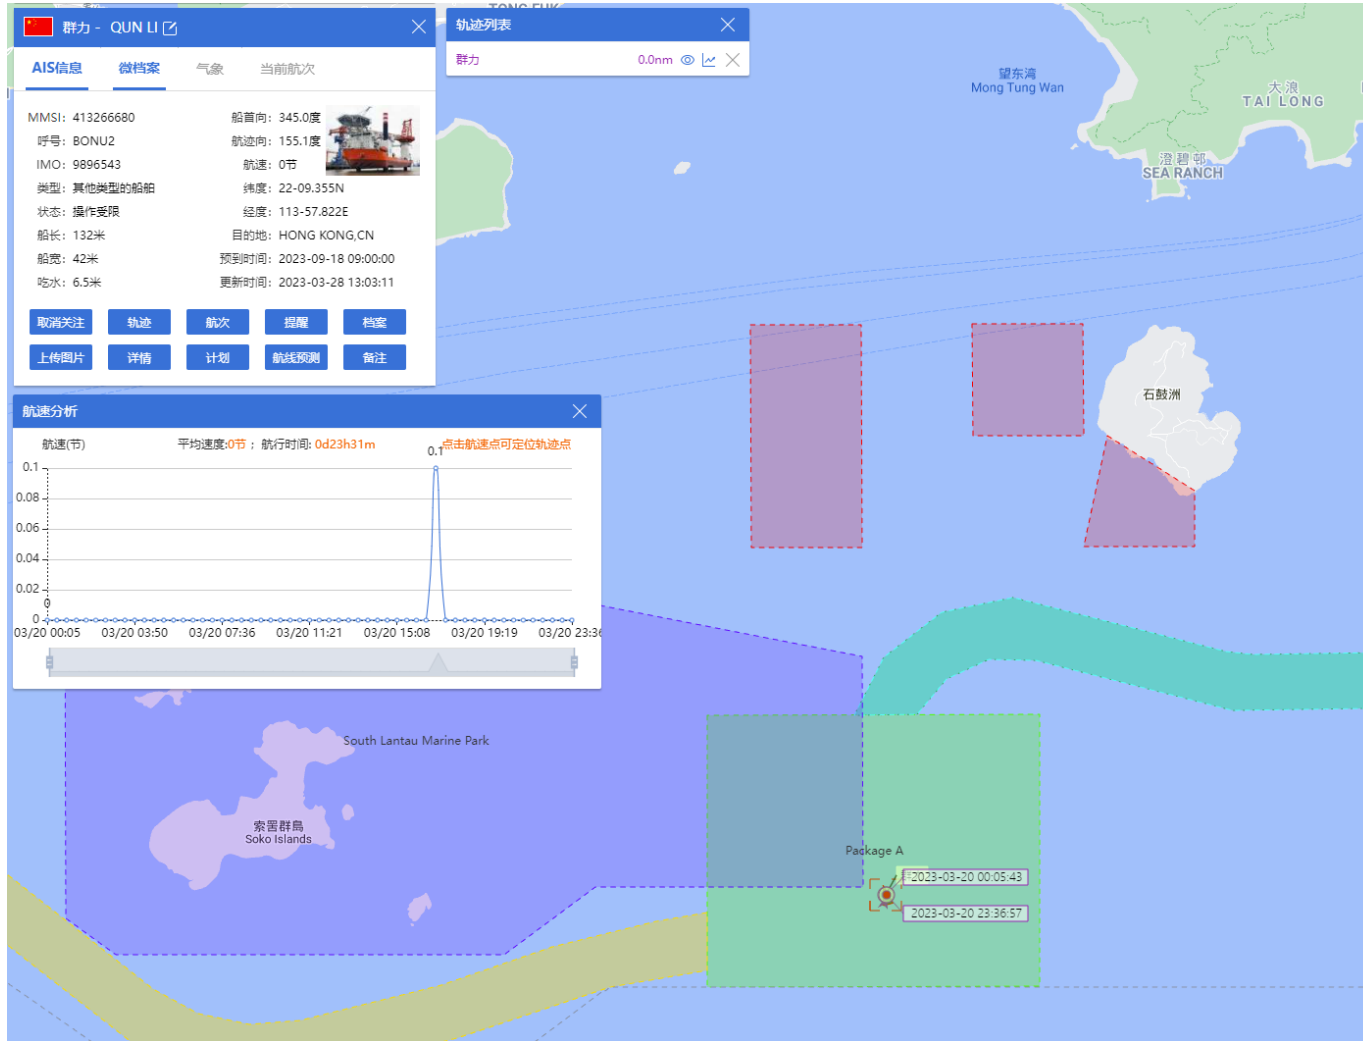 TONG FUK
群力 - QUN LI
AIS信息 微档案 气象 当前航次
MMSI: 413266680
呼号: BONU2
IMO: 9896543
类型: 其他类型的船舶
状态: 操作受限
船长: 132米
船宽: 42米
吃水: 6.5米
船首向: 345.0度
航迹向: 155.1度
航速: 0节
纬度: 22-09.355N
经度: 113-57.822E
目的地: HONG KONG,CN
预到时间: 2023-09-18 09:00:00
更新时间: 2023-03-28 13:03:11
取消关注 轨迹 航次 提醒 档案
上传图片 详情 计划 航线预测 备注
轨迹列表
群力 0.0nm
望东湾
Mong Tung Wan
大浪
TAI LONG
澄碧邨
SEA RANCH
石鼓洲
航速分析
航速(节)
平均速度:0节 ; 航行时间: 0d23h31m
点击航速点可定位轨迹点
0.1
0.1
0.08
0.06
0.04
0.02
0
0
03/20 00:05 03/20 03:50 03/20 07:36 03/20 11:21 03/20 15:08 03/20 19:19 03/20 23:36
South Lantau Marine Park
索罟群島
Soko Islands
Package A
2023-03-20 00:05:43
2023-03-20 23:36:57